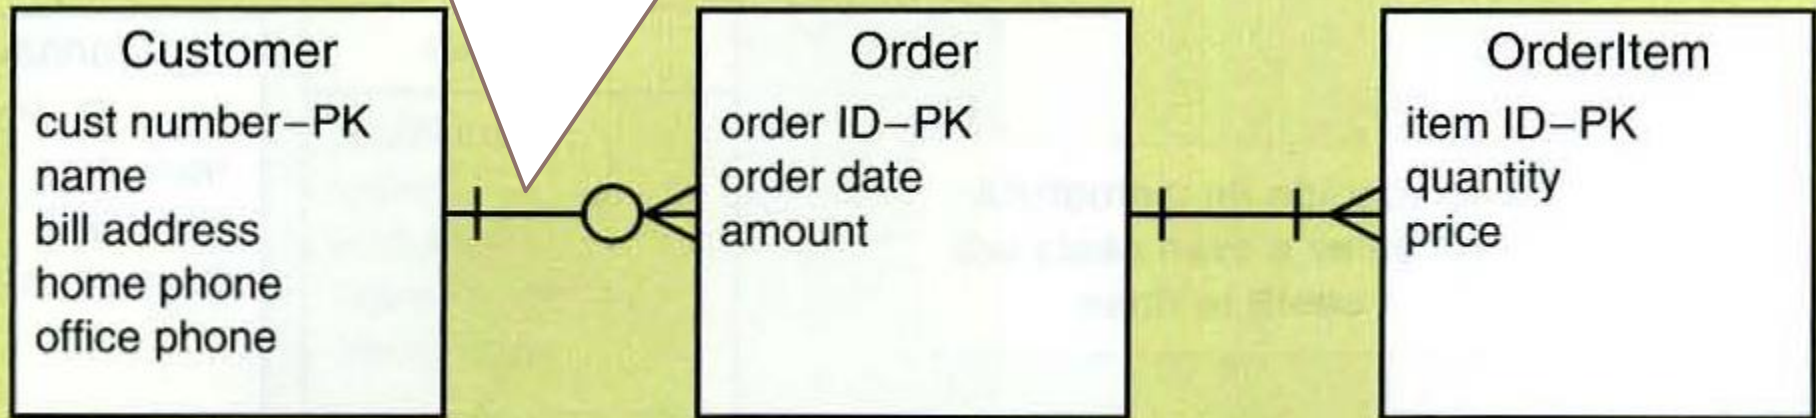 Customer
cust number–PK
name
bill address
home phone
office phone
Order
order ID–PK
order date
amount
OrderItem
item ID–PK
quantity
price